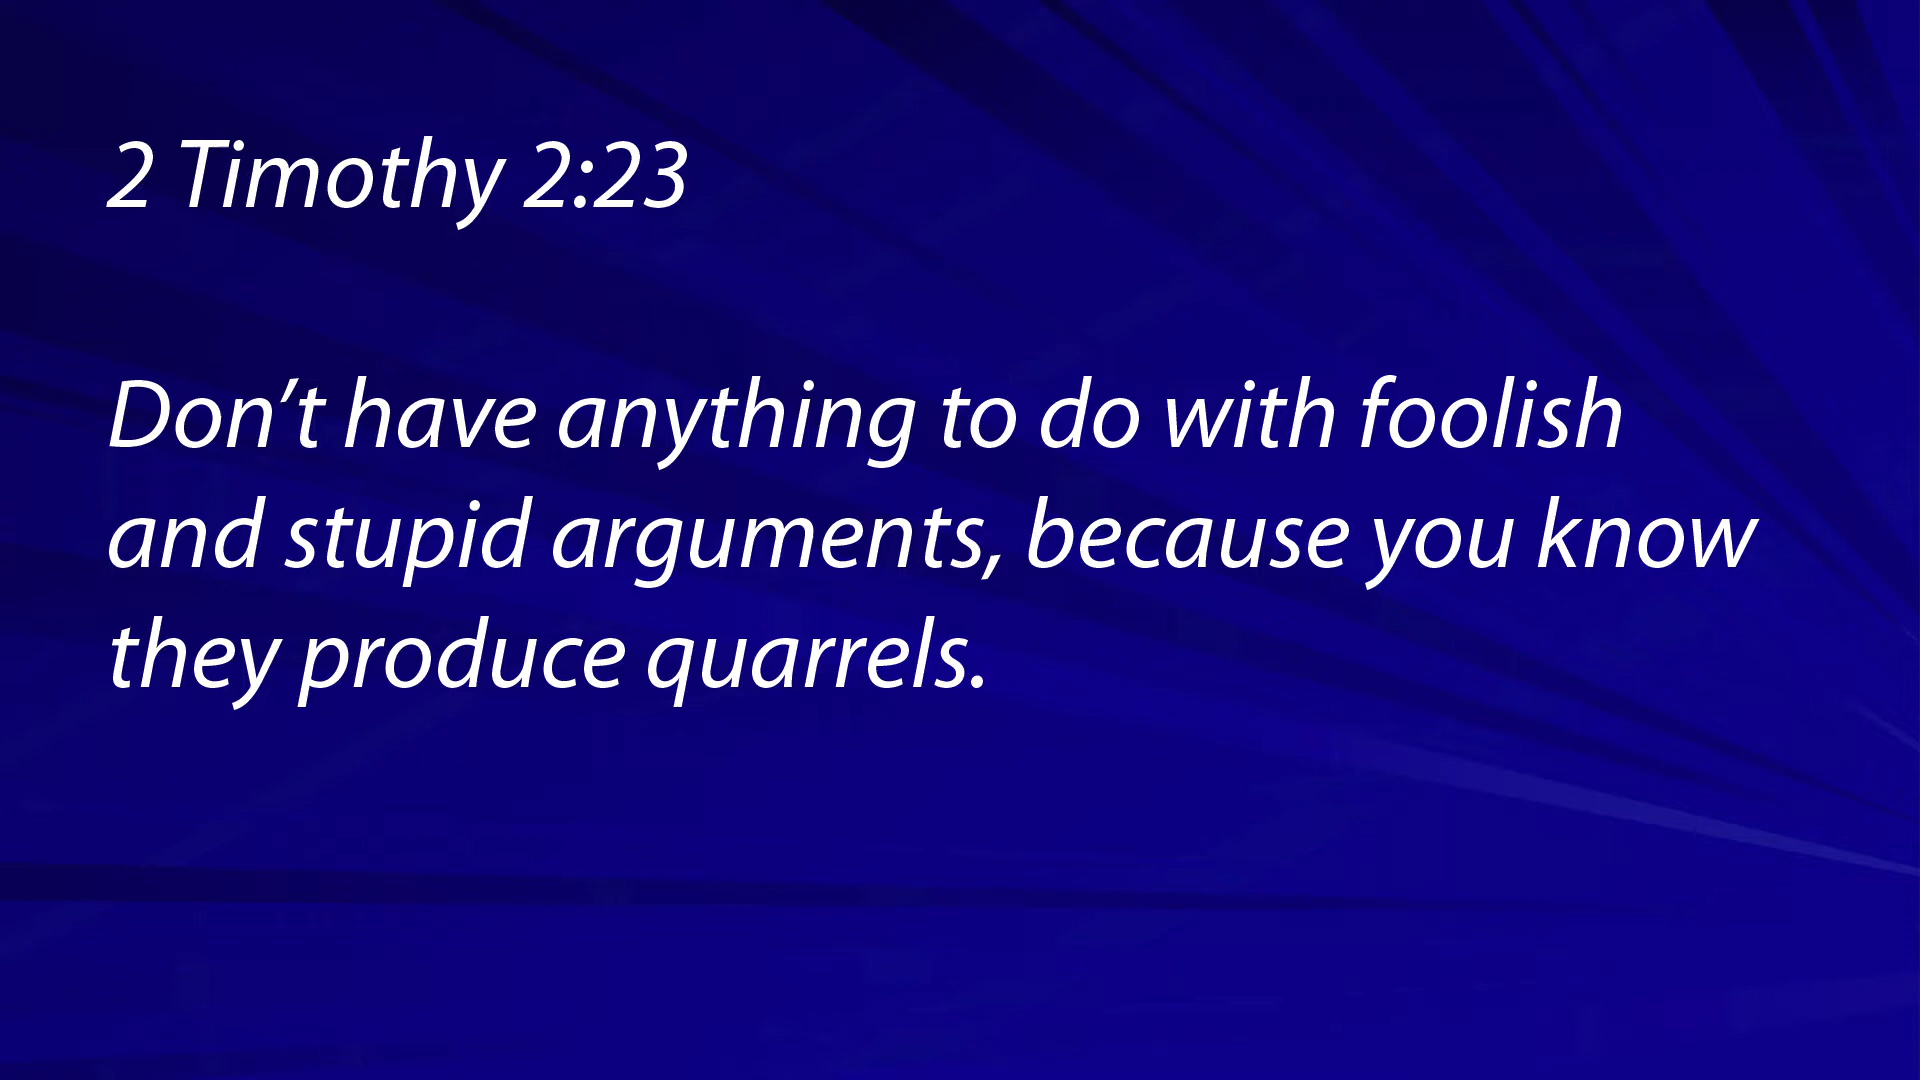 2 Timothy 2:23
Don’t have anything to do with foolish
and stupid arguments, because you know
they produce quarrels.